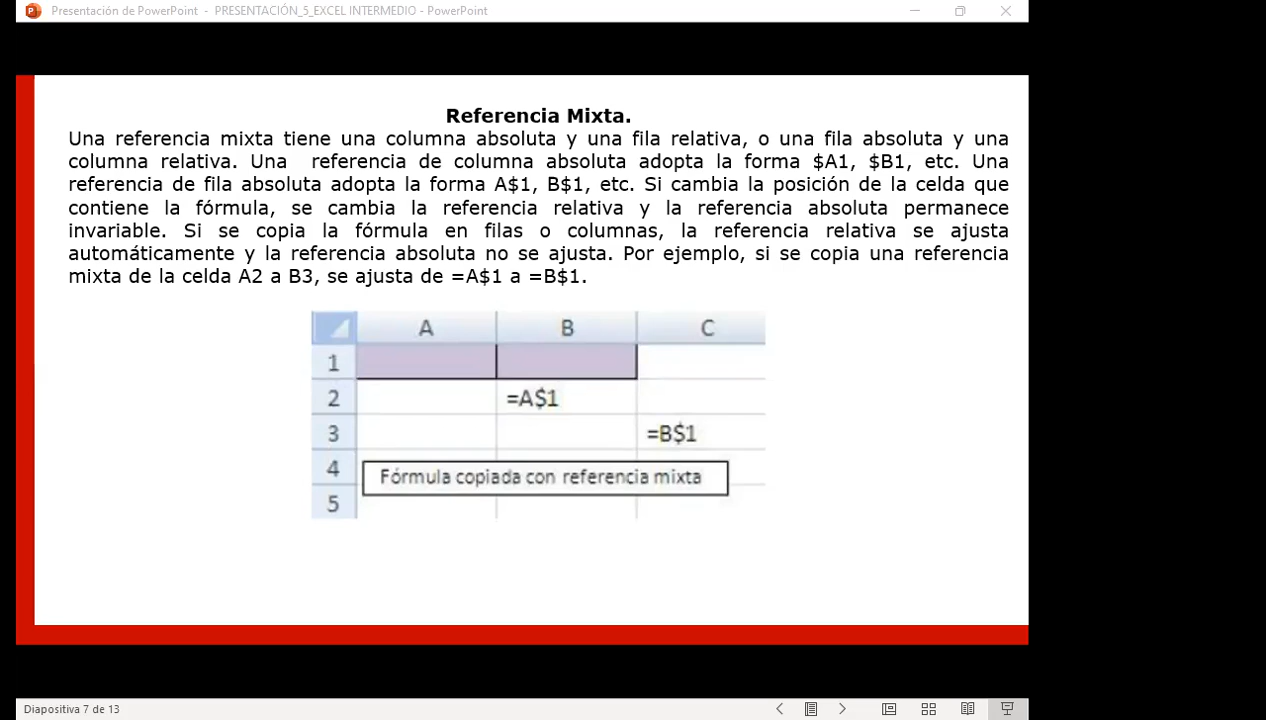 Presentación de PowerPoint - PRESENTACIÓN_5_EXCEL INTERMEDIO - PowerPoint
Referencia Mixta.
Una referencia mixta tiene una columna absoluta y una fila relativa, o una fila absoluta y una
columna relativa. Una referencia de columna absoluta adopta la forma $A1, $B1, etc. Una
referencia de fila absoluta adopta la forma A$1, B$1, etc. Si cambia la posición de la celda que
contiene la fórmula, se cambia la referencia relativa y la referencia absoluta permanece
invariable. Si se copia la fórmula en filas o columnas, la referencia relativa se ajusta
automáticamente y la referencia absoluta no se ajusta. Por ejemplo, si se copia una referencia
mixta de la celda A2 a B3, se ajusta de =A$1 a =B$1.
A B C
1
2 =A$1
3 =B$1
4 Fórmula copiada con referencia mixta
5
Diapositiva 7 de 13